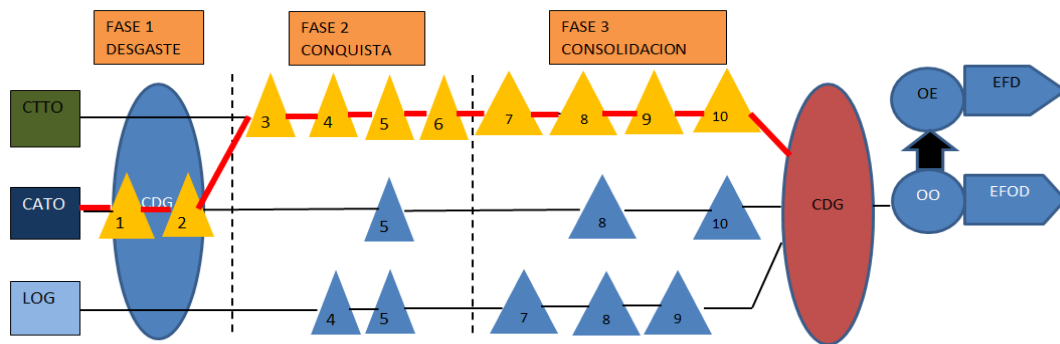 FASE 1
DESGASTE
FASE 2
CONQUISTA
FASE 3
CONSOLIDACION
CTTO
3
4
5
6
7
8
9
10
OE
EFD
CATO
1
CDG
2
5
8
10
CDG
OO
EFOD
LOG
4
5
7
8
9